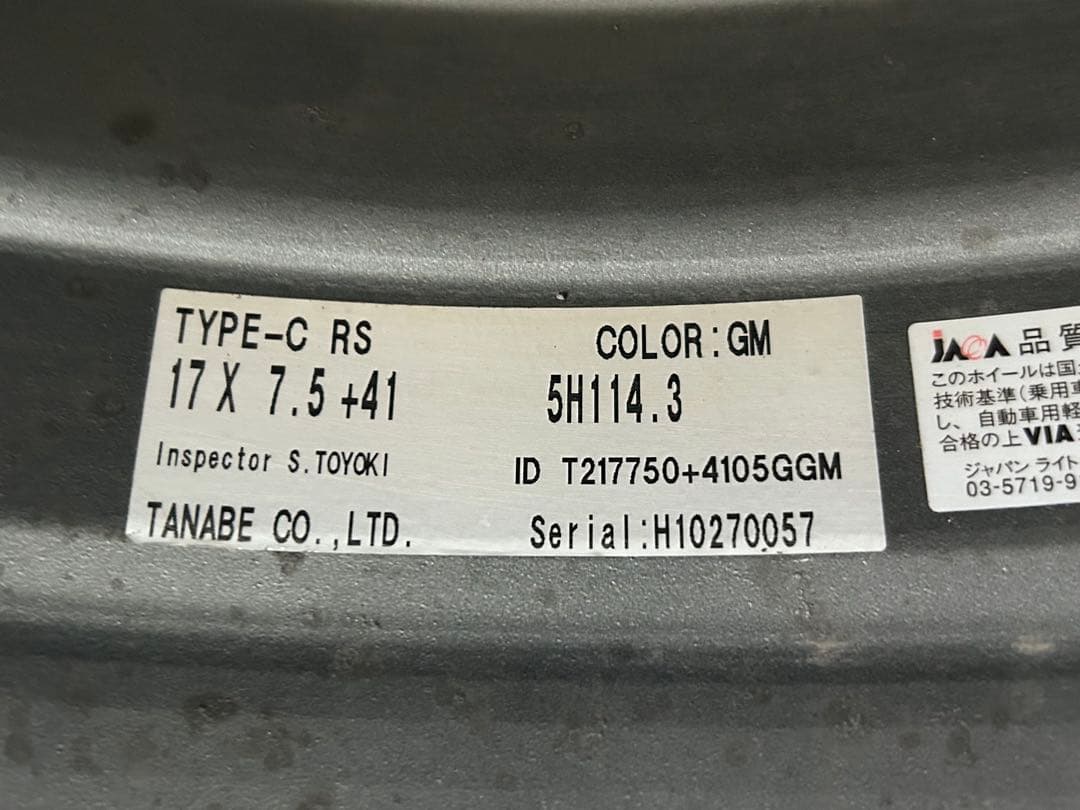 TYPE-C RS COLOR:GM
17 X 7.5 +41 5H114.3
Inspector S.TOYOKI ID T217750+4105GGM
TANABE CO.,LTD. Serial:H10270057
JAWA 品質
このホイールは国
技術基準(乗用車
し、自動車用軽
合格の上VIA
ジャパン ライト
03-5719-9